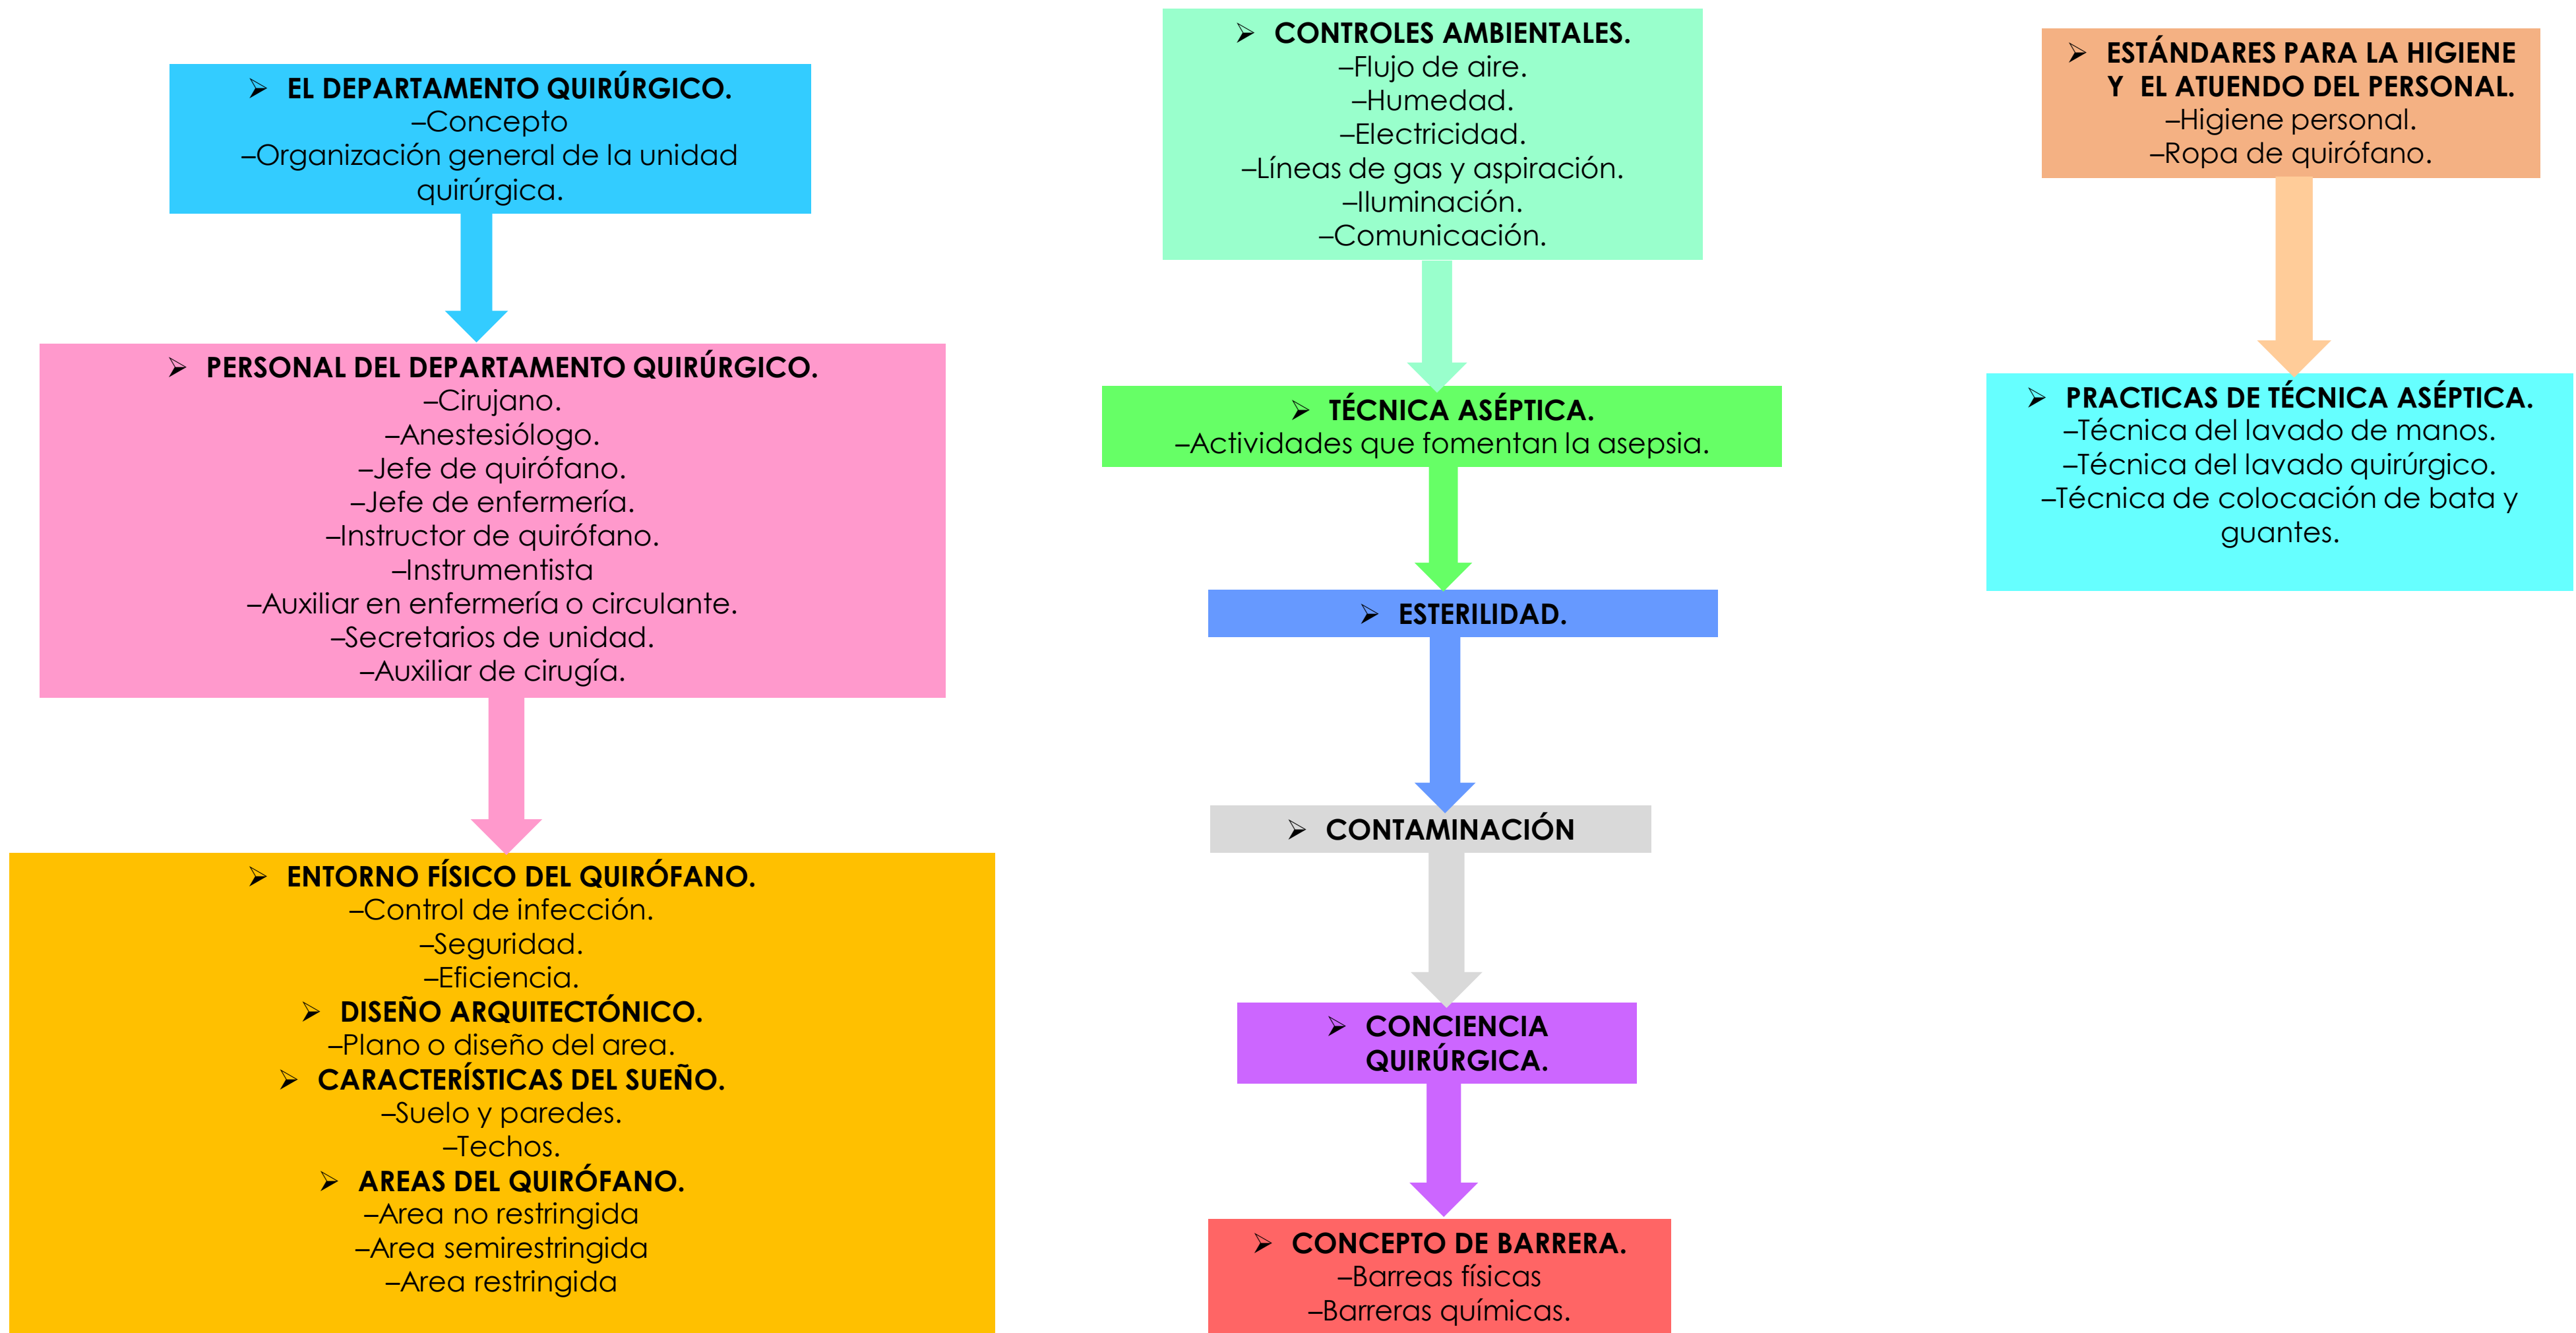 ➢ EL DEPARTAMENTO QUIRÚRGICO.
–Concepto
–Organización general de la unidad
quirúrgica.
➢ PERSONAL DEL DEPARTAMENTO QUIRÚRGICO.
–Cirujano.
–Anestesiólogo.
–Jefe de quirófano.
–Jefe de enfermería.
–Instructor de quirófano.
–Instrumentista
–Auxiliar en enfermería o circulante.
–Secretarios de unidad.
–Auxiliar de cirugía.
➢ ENTORNO FÍSICO DEL QUIRÓFANO.
–Control de infección.
–Seguridad.
–Eficiencia.
➢ DISEÑO ARQUITECTÓNICO.
–Plano o diseño del area.
➢ CARACTERÍSTICAS DEL SUEÑO.
–Suelo y paredes.
–Techos.
➢ AREAS DEL QUIRÓFANO.
–Area no restringida
–Area semirestringida
–Area restringida
➢ CONTROLES AMBIENTALES.
–Flujo de aire.
–Humedad.
–Electricidad.
–Líneas de gas y aspiración.
–Iluminación.
–Comunicación.
➢ TÉCNICA ASÉPTICA.
–Actividades que fomentan la asepsia.
➢ ESTERILIDAD.
➢ CONTAMINACIÓN
➢ CONCIENCIA
QUIRÚRGICA.
➢ CONCEPTO DE BARRERA.
–Barreas físicas
–Barreras químicas.
➢ ESTÁNDARES PARA LA HIGIENE
Y EL ATUENDO DEL PERSONAL.
–Higiene personal.
–Ropa de quirófano.
➢ PRACTICAS DE TÉCNICA ASÉPTICA.
–Técnica del lavado de manos.
–Técnica del lavado quirúrgico.
–Técnica de colocación de bata y
guantes.